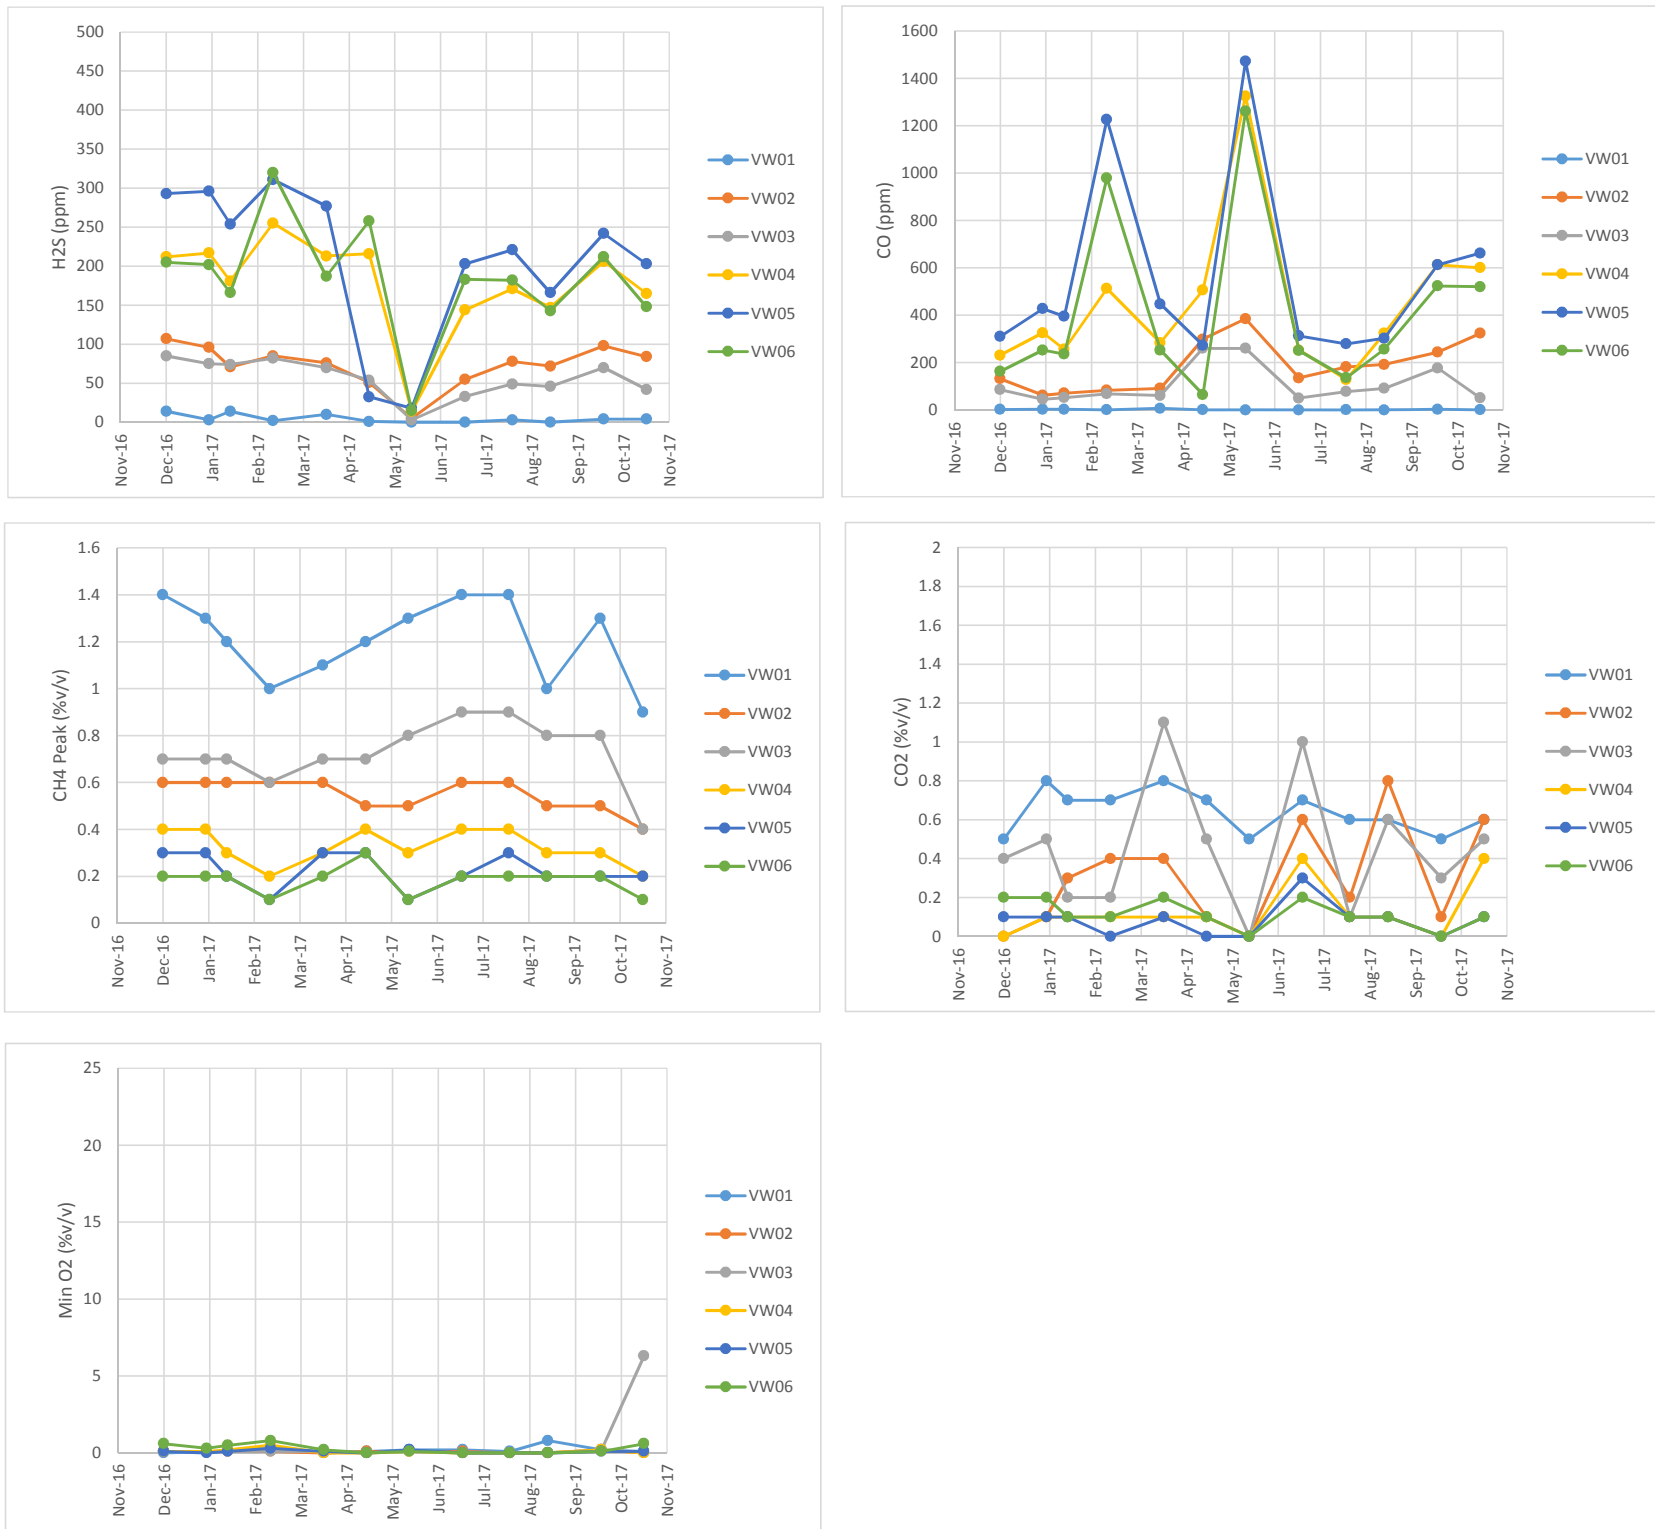 H2S (ppm)
500
450
400
350
300
250
200
150
100
50
0
Nov-16
Dec-16
Jan-17
Feb-17
Mar-17
Apr-17
May-17
Jun-17
Jul-17
Aug-17
Sep-17
Oct-17
Nov-17
VW01
VW02
VW03
VW04
VW05
VW06
CO (ppm)
1600
1400
1200
1000
800
600
400
200
0
Nov-16
Dec-16
Jan-17
Feb-17
Mar-17
Apr-17
May-17
Jun-17
Jul-17
Aug-17
Sep-17
Oct-17
Nov-17
VW01
VW02
VW03
VW04
VW05
VW06
CH4 Peak (%v/v)
1.6
1.4
1.2
1
0.8
0.6
0.4
0.2
0
Nov-16
Dec-16
Jan-17
Feb-17
Mar-17
Apr-17
May-17
Jun-17
Jul-17
Aug-17
Sep-17
Oct-17
Nov-17
VW01
VW02
VW03
VW04
VW05
VW06
CO2 (%v/v)
2
1.8
1.6
1.4
1.2
1
0.8
0.6
0.4
0.2
0
Nov-16
Dec-16
Jan-17
Feb-17
Mar-17
Apr-17
May-17
Jun-17
Jul-17
Aug-17
Sep-17
Oct-17
Nov-17
VW01
VW02
VW03
VW04
VW05
VW06
Min O2 (%v/v)
25
20
15
10
5
0
Nov-16
Dec-16
Jan-17
Feb-17
Mar-17
Apr-17
May-17
Jun-17
Jul-17
Aug-17
Sep-17
Oct-17
Nov-17
VW01
VW02
VW03
VW04
VW05
VW06